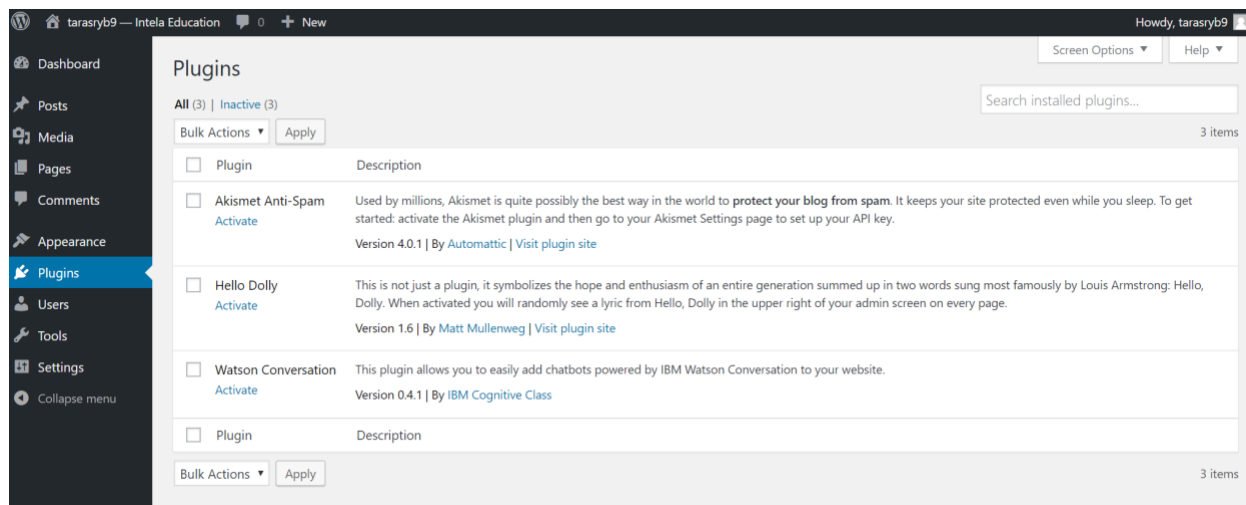 tarasryb9 — Intela Education 0 + New Howdy, tarasryb9
Screen Options ▼ Help ▼
Dashboard
Posts
Media
Pages
Comments
Appearance
Plugins
Users
Tools
Settings
Collapse menu
Plugins
All (3) | Inactive (3)
Search installed plugins...
Bulk Actions ▼ Apply
3 items
Plugin Description
Akismet Anti-Spam
Activate
Used by millions, Akismet is quite possibly the best way in the world to protect your blog from spam. It keeps your site protected even while you sleep. To get
started: activate the Akismet plugin and then go to your Akismet Settings page to set up your API key.
Version 4.0.1 | By Automattic | Visit plugin site
Hello Dolly
Activate
This is not just a plugin, it symbolizes the hope and enthusiasm of an entire generation summed up in two words sung most famously by Louis Armstrong: Hello,
Dolly. When activated you will randomly see a lyric from Hello, Dolly in the upper right of your admin screen on every page.
Version 1.6 | By Matt Mullenweg | Visit plugin site
Watson Conversation
Activate
This plugin allows you to easily add chatbots powered by IBM Watson Conversation to your website.
Version 0.4.1 | By IBM Cognitive Class
Plugin Description
Bulk Actions ▼ Apply
3 items